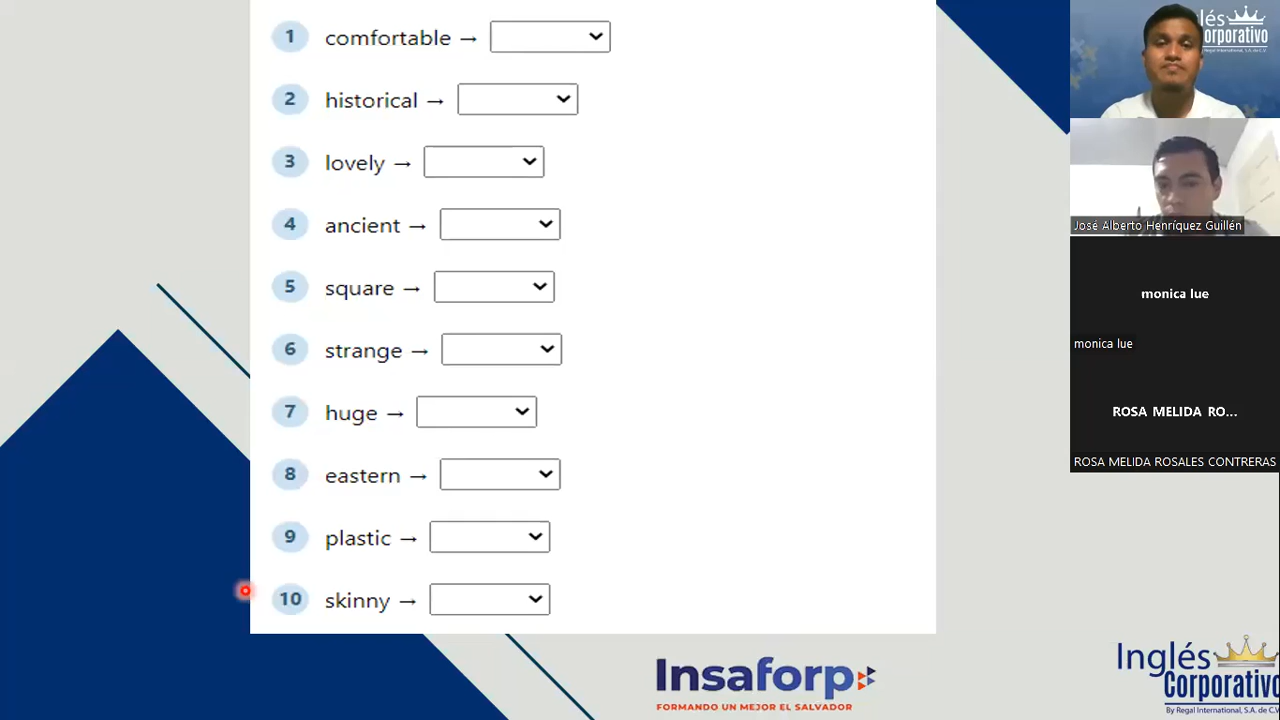 1 comfortable →
2 historical →
3 lovely →
4 ancient →
5 square →
6 strange →
7 huge →
8 eastern →
9 plastic →
10 skinny →
lés
orporativo
José Alberto Henríquez Guillén
monica lue
monica lue
ROSA MELIDA RO...
ROSA MELIDA ROSALES CONTRERAS
Insaforp
FORMANDO UN MEJOR EL SALVADOR
Inglés
Corporativo
By Regal International, S.A. de C.V.